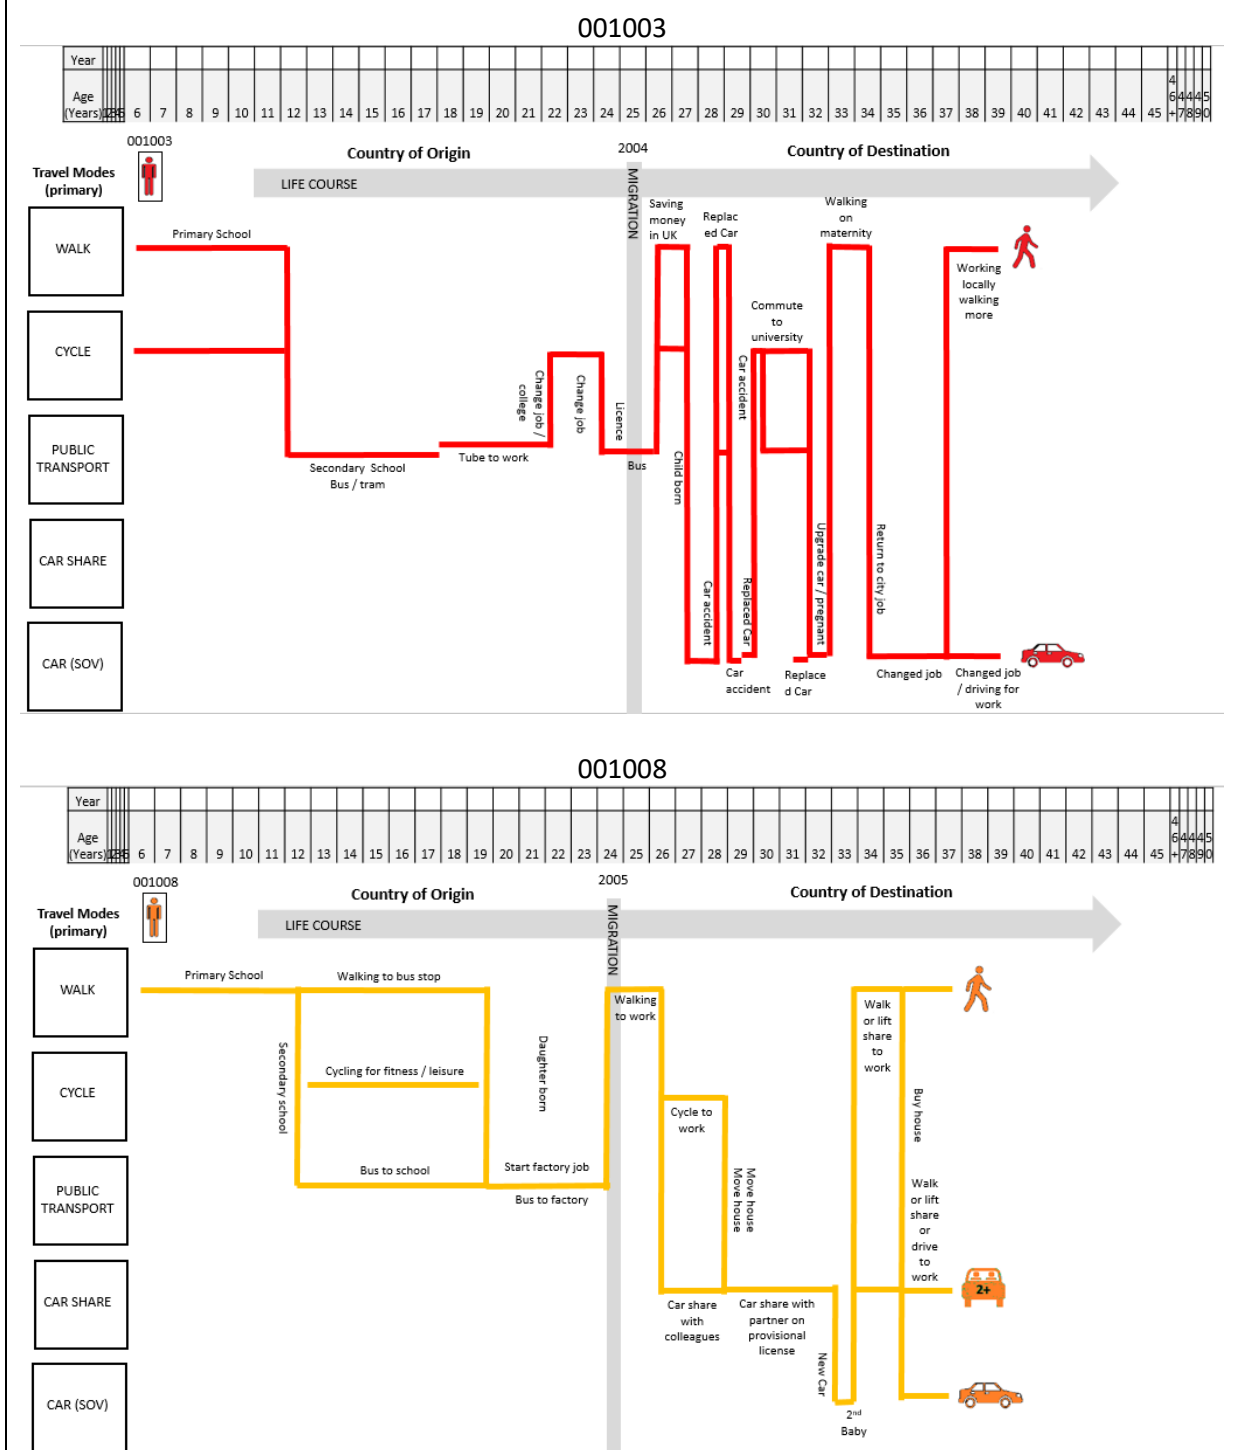 001003
Year
Age
(Years)
6 7 8 9 10 11 12 13 14 15 16 17 18 19 20 21 22 23 24 25 26 27 28 29 30 31 32 33 34 35 36 37 38 39 40 41 42 43 44 45 46+ 47 48 49 50
001003
Country of Origin
2004
Country of Destination
Travel Modes
(primary)
LIFE COURSE
MIGRATION
WALK
Primary School
Saving
money
in UK
Replac
ed Car
Walking
on
maternity
Working
locally
walking
more
CYCLE
Change job /
college
Change job
Licence
Car accident
Commute
to
university
PUBLIC
TRANSPORT
Secondary School
Bus / tram
Tube to work
Bus
Child born
CAR SHARE
Car accident
Replaced Car
Upgrade car / pregnant
Return to city job
CAR (SOV)
Car
accident
Replace
d Car
Changed job
Changed job
/ driving for
work
001008
Year
Age
(Years)
6 7 8 9 10 11 12 13 14 15 16 17 18 19 20 21 22 23 24 25 26 27 28 29 30 31 32 33 34 35 36 37 38 39 40 41 42 43 44 45 46+ 47 48 49 50
001008
Country of Origin
2005
Country of Destination
Travel Modes
(primary)
LIFE COURSE
MIGRATION
WALK
Primary School
Walking to bus stop
Walking
to work
Walk
or lift
share
to
work
CYCLE
Secondary school
Cycling for fitness / leisure
Daughter born
Cycle to
work
Buy house
PUBLIC
TRANSPORT
Bus to school
Start factory job
Bus to factory
Move house
Move house
Walk
or lift
share
or
drive
to
work
CAR SHARE
Car share
with
colleagues
Car share with
partner on
provisional
license
2+
CAR (SOV)
New Car
2nd
Baby